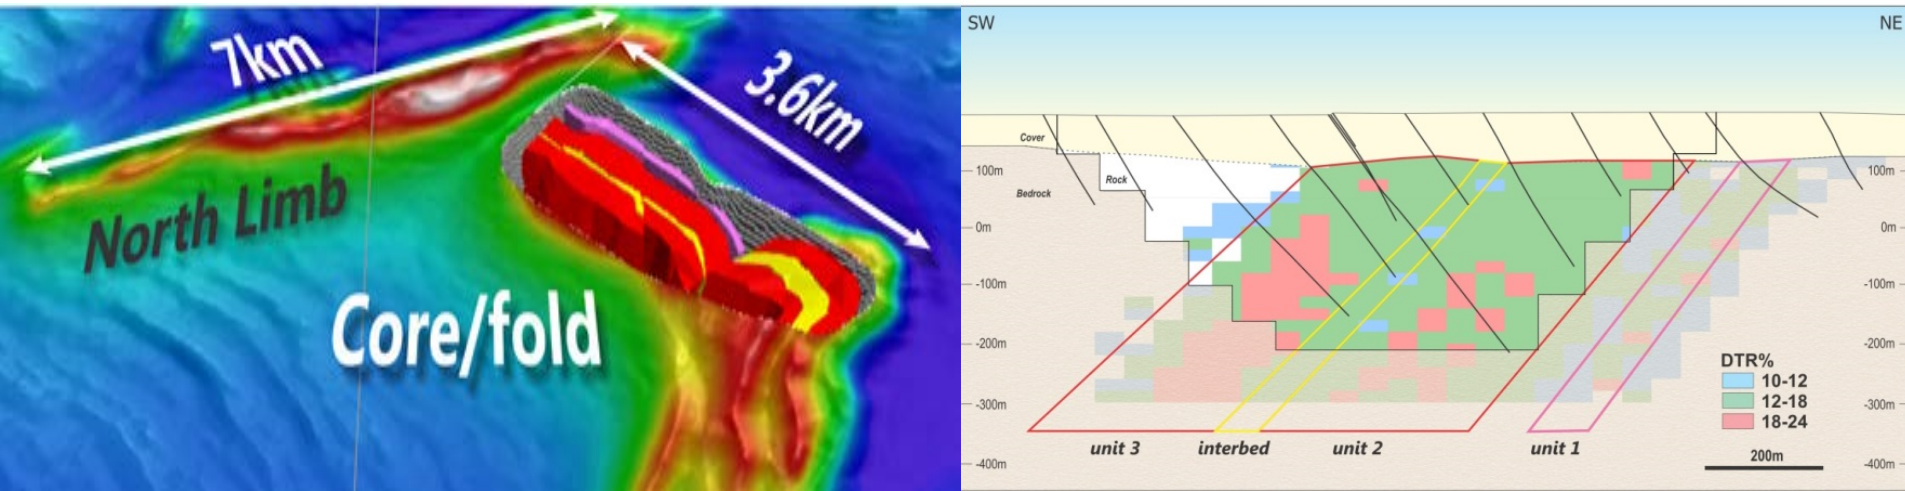 7km
3.6km
North Limb
Core/fold
SW
NE
Cover
Rock
Bedrock
100m
0m
-100m
-200m
-300m
-400m
100m
0m
-100m
-200m
-300m
-400m
DTR%
10-12
12-18
18-24
200m
unit 3
interbed
unit 2
unit 1